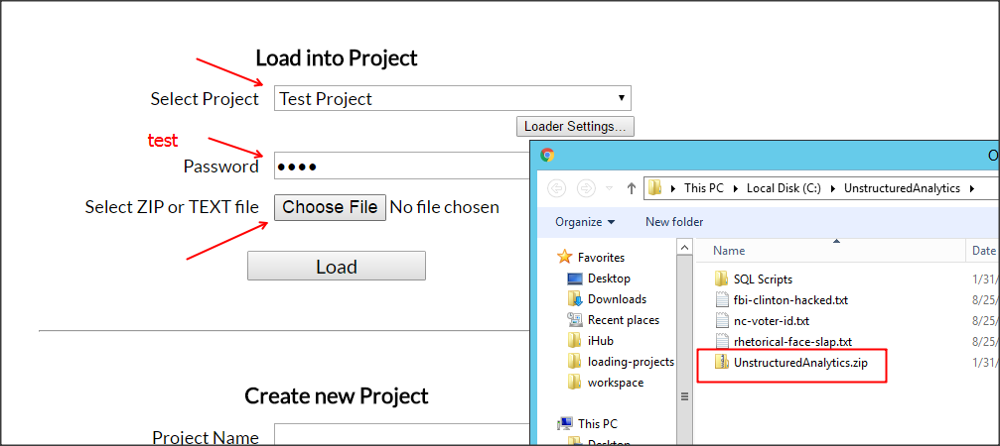 Load into Project
Select Project
Test Project
Loader Settings...
test
Password
••••
Select ZIP or TEXT file
Choose File No file chosen
Load
Create new Project
Project Name
O
This PC
Local Disk (C:)
UnstructuredAnalytics
Organize
New folder
Favorites
Desktop
Downloads
Recent places
iHub
loading-projects
workspace
This PC
Desktop
Name
Date
SQL Scripts
1/31/
fbi-clinton-hacked.txt
8/25/
nc-voter-id.txt
8/25/
rhetorical-face-slap.txt
8/25/
UnstructuredAnalytics.zip
1/31/